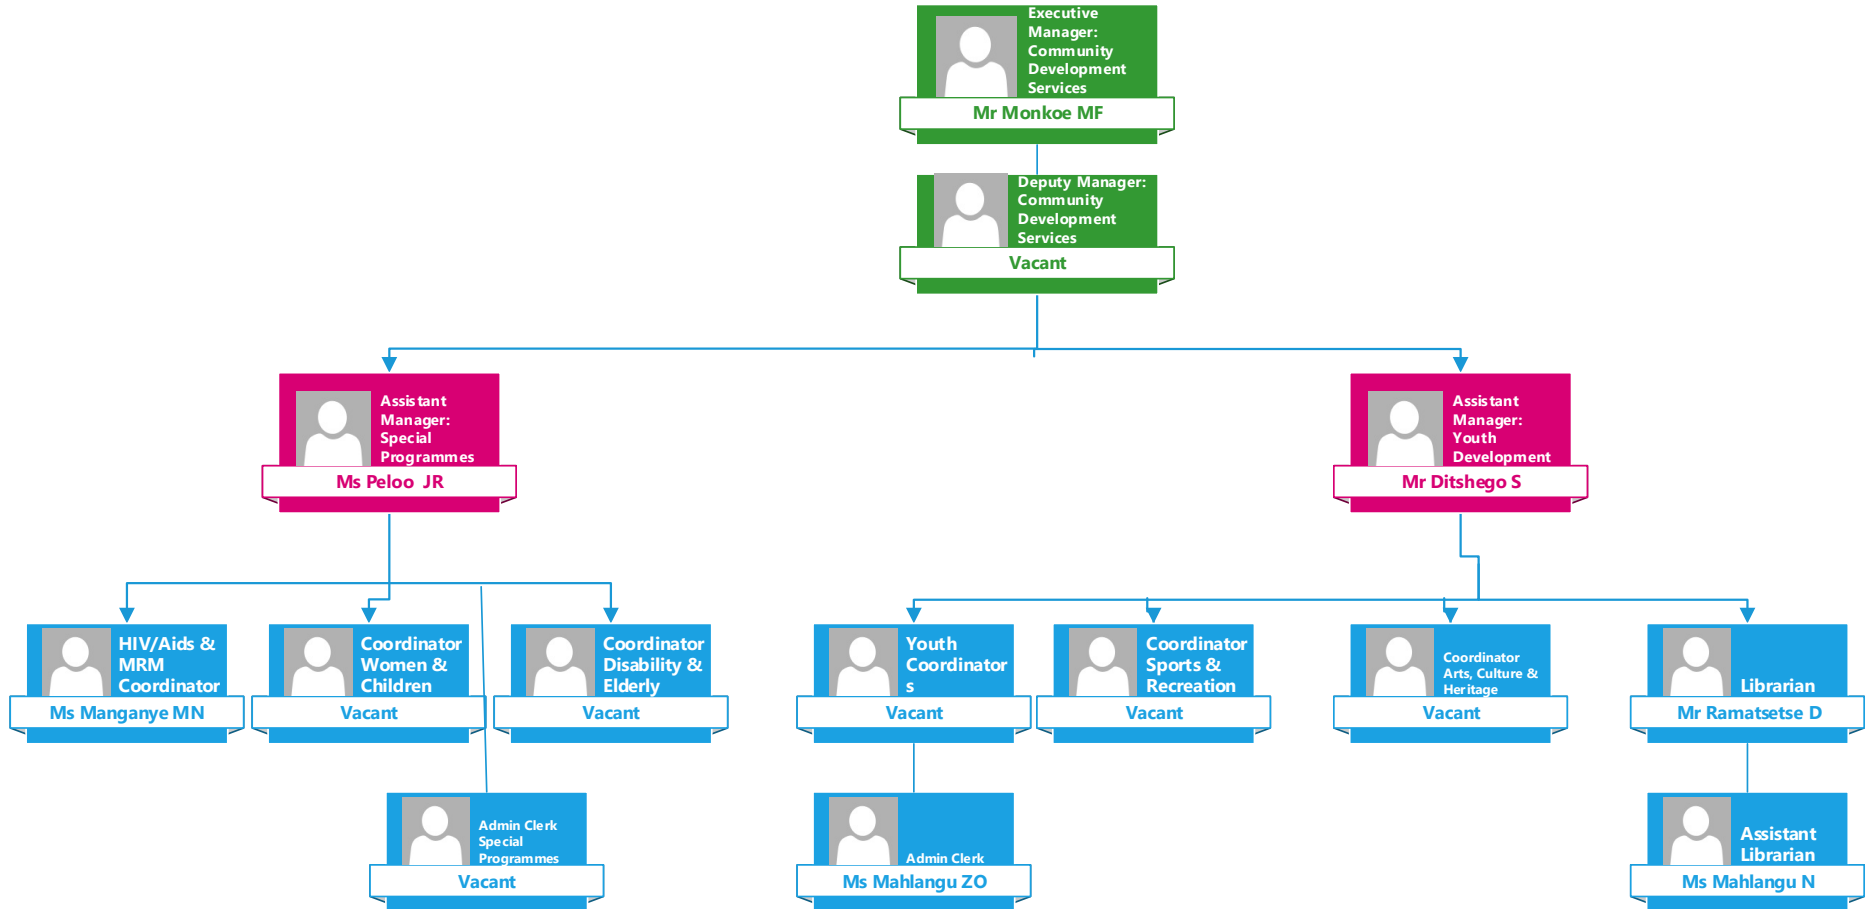 Executive
Manager:
Community
Development
Services
Mr Monkoe MF
Deputy Manager:
Community
Development
Services
Vacant
Assistant
Manager:
Special
Programmes
Ms Peloo JR
Assistant
Manager:
Youth
Development
Mr Ditshego S
HIV/Aids &
MRM
Coordinator
Ms Manganye MN
Coordinator
Women &
Children
Vacant
Coordinator
Disability &
Elderly
Vacant
Youth
Coordinator
s
Vacant
Coordinator
Sports &
Recreation
Vacant
Coordinator
Arts, Culture &
Heritage
Vacant
Librarian
Mr Ramatsetse D
Admin Clerk
Special
Programmes
Vacant
Admin Clerk
Ms Mahlangu ZO
Assistant
Librarian
Ms Mahlangu N